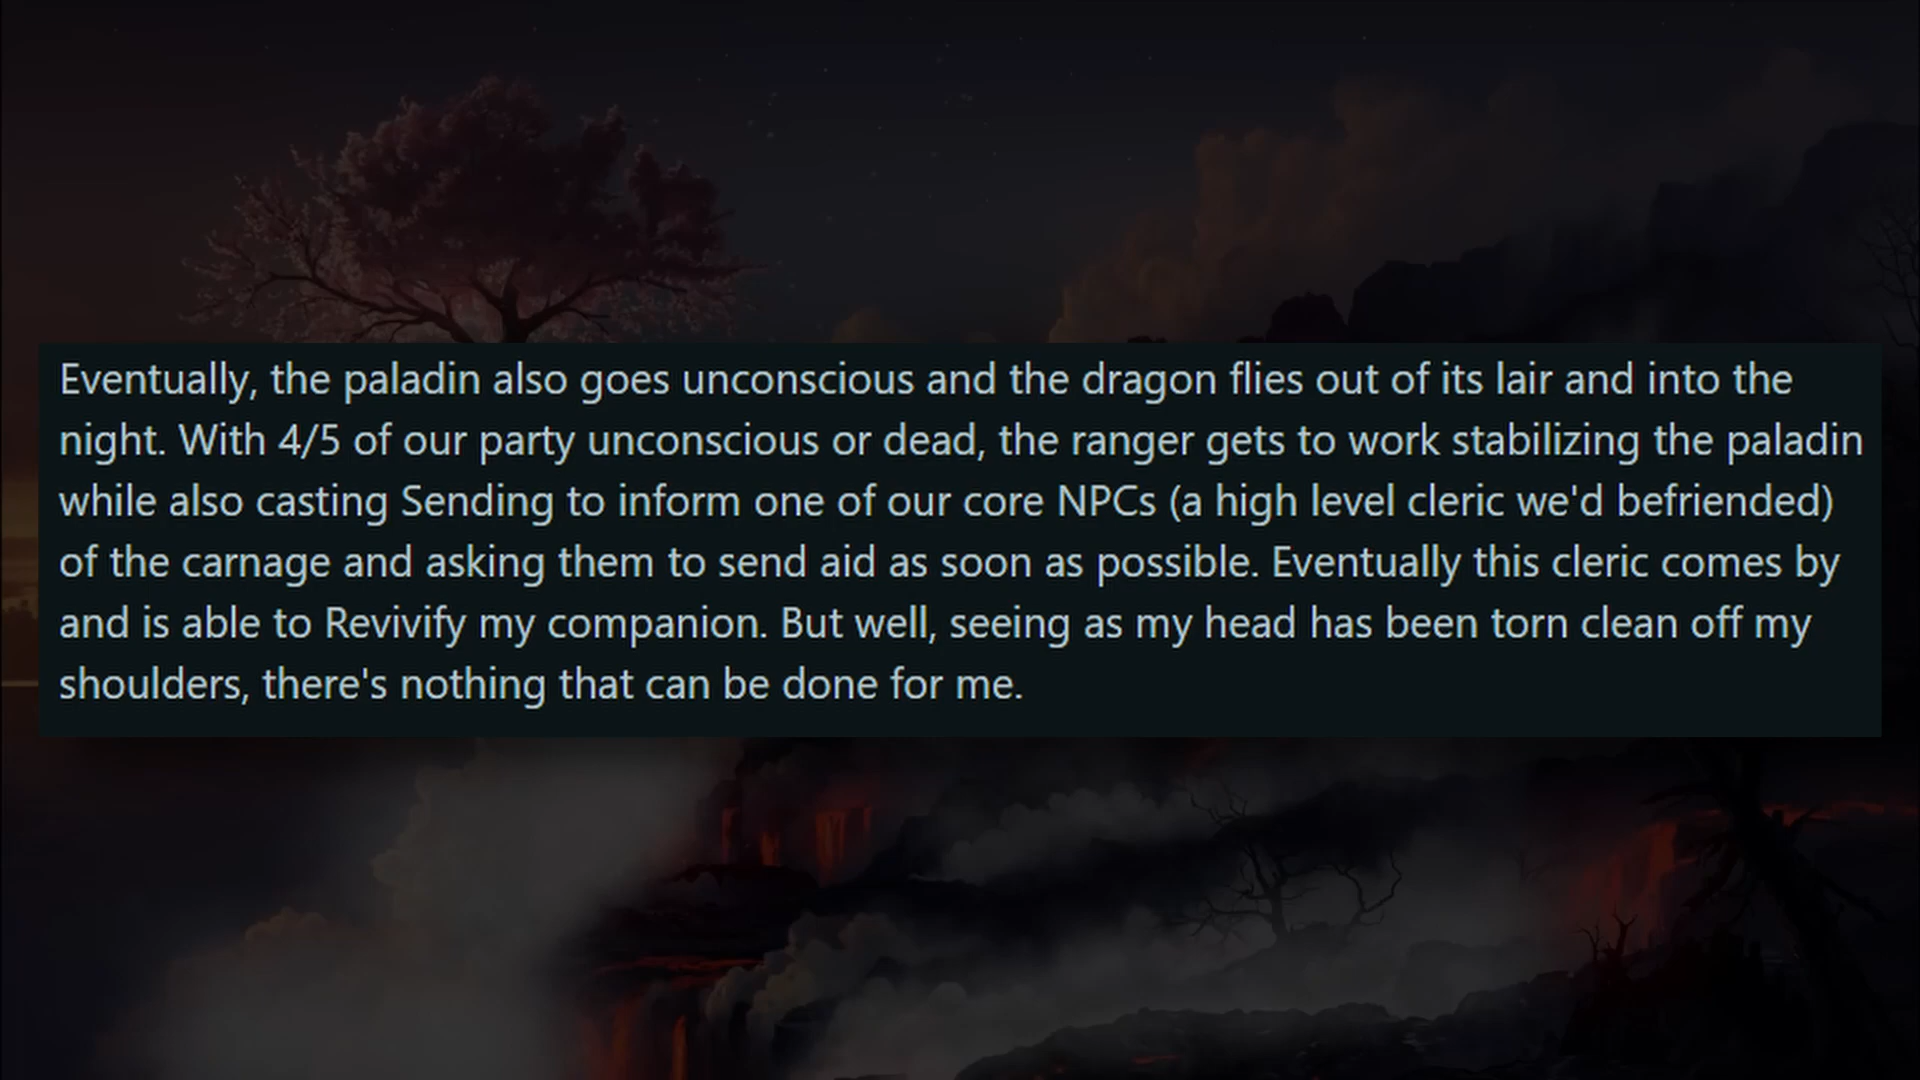 Eventually, the paladin also goes unconscious and the dragon flies out of its lair and into the
night. With 4/5 of our party unconscious or dead, the ranger gets to work stabilizing the paladin
while also casting Sending to inform one of our core NPCs (a high level cleric we'd befriended)
of the carnage and asking them to send aid as soon as possible. Eventually this cleric comes by
and is able to Revivify my companion. But well, seeing as my head has been torn clean off my
shoulders, there's nothing that can be done for me.